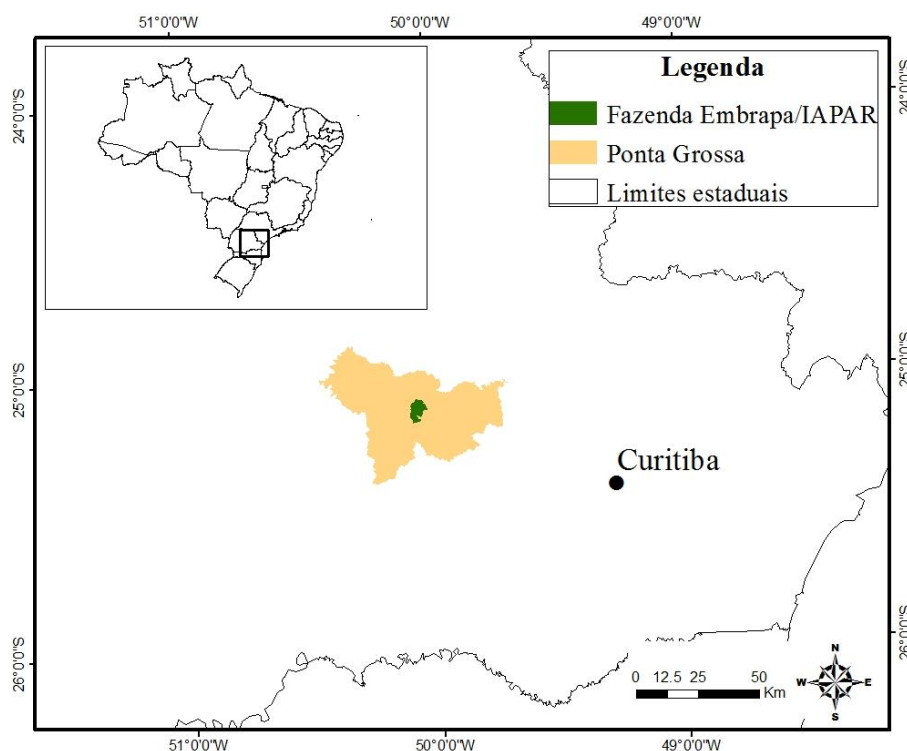 51°0'0"W
50°0'0"W
49°0'0"W
24°0'0"S
24°0'0"S
Legenda
Fazenda Embrapa/IAPAR
Ponta Grossa
Limites estaduais
25°0'0"S
25°0'0"S
Curitiba
26°0'0"S
26°0'0"S
N
W
E
S
0 12.5 25 50
Km
51°0'0"W
50°0'0"W
49°0'0"W